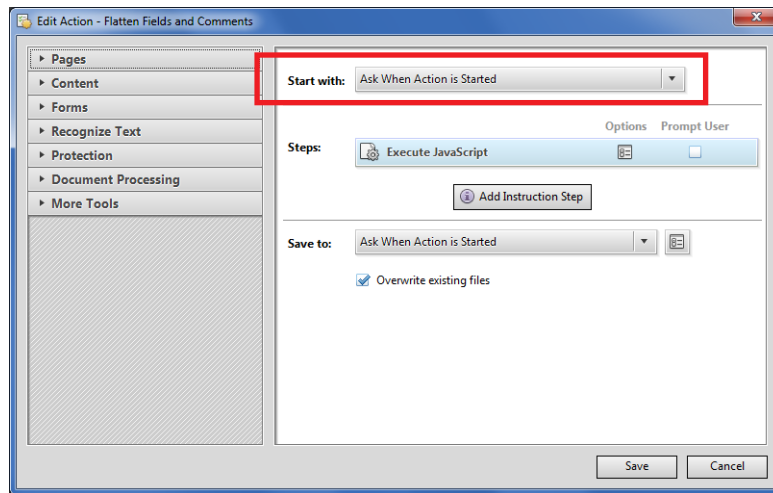 Edit Action - Flatten Fields and Comments
Pages
Content
Forms
Recognize Text
Protection
Document Processing
More Tools
Start with: Ask When Action is Started
Options Prompt User
Steps: Execute JavaScript
Add Instruction Step
Save to: Ask When Action is Started
Overwrite existing files
Save Cancel